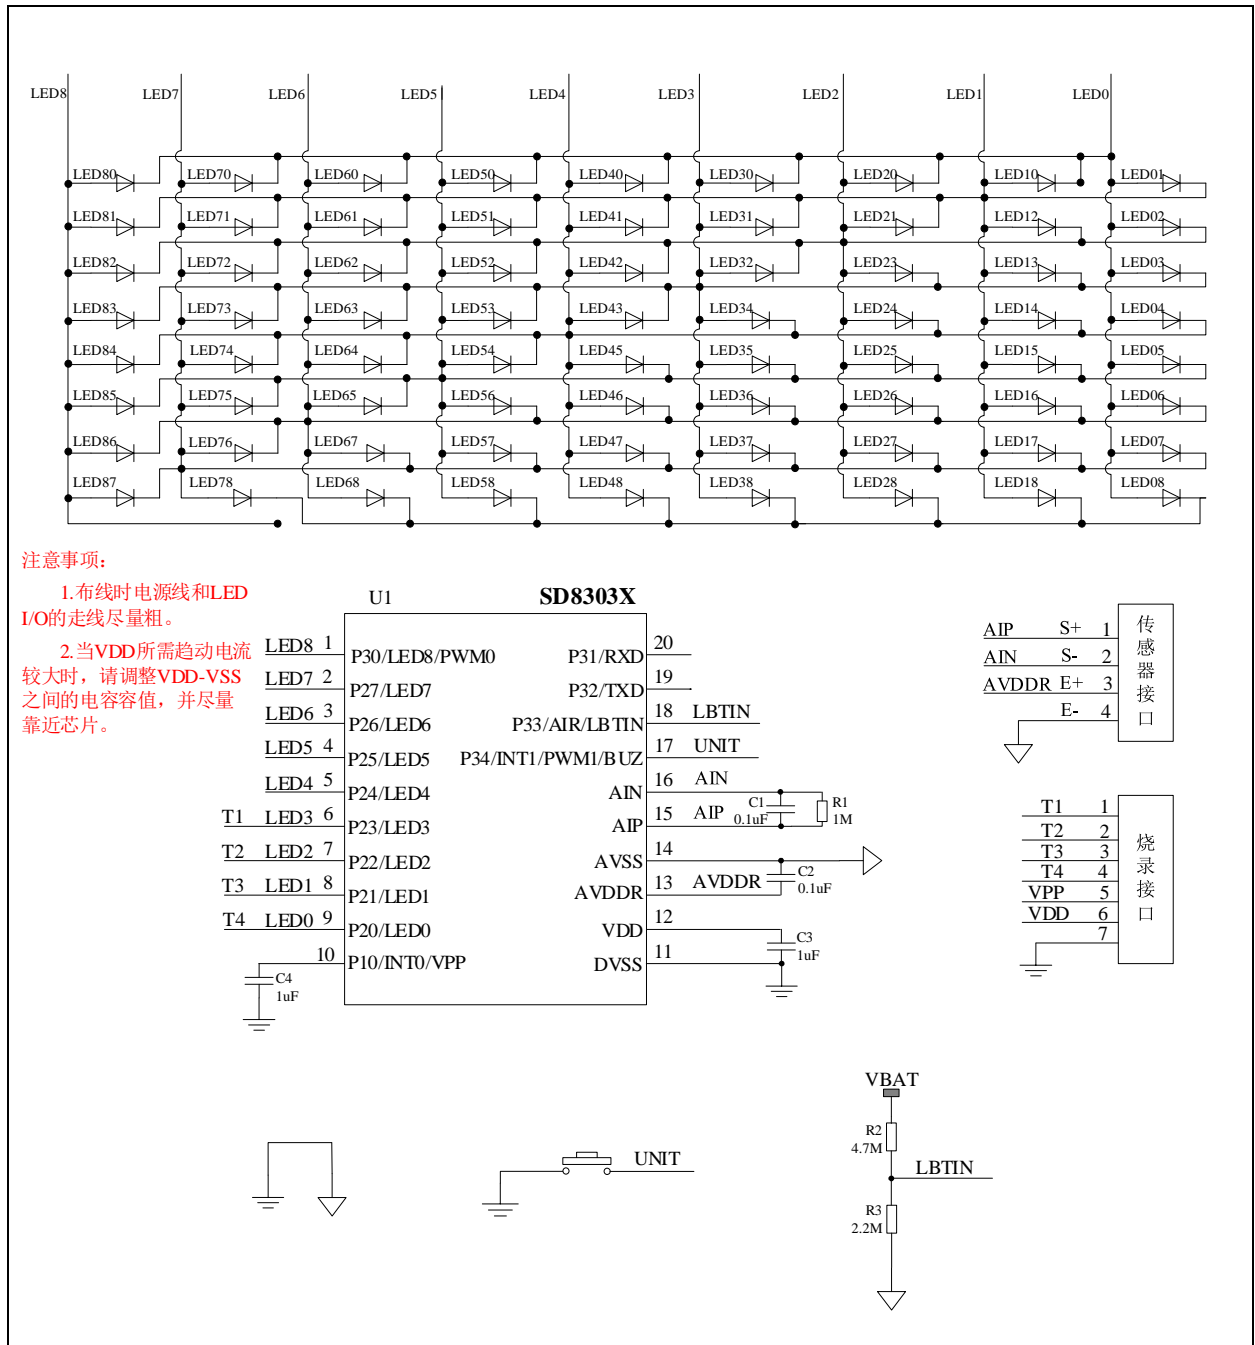 LED8 LED7 LED6 LED5 LED4 LED3 LED2 LED1 LED0
LED80 LED70 LED60 LED50 LED40 LED30 LED20 LED10 LED01
LED81 LED71 LED61 LED51 LED41 LED31 LED21 LED12 LED02
LED82 LED72 LED62 LED52 LED42 LED32 LED23 LED13 LED03
LED83 LED73 LED63 LED53 LED43 LED34 LED24 LED14 LED04
LED84 LED74 LED64 LED54 LED45 LED35 LED25 LED15 LED05
LED85 LED75 LED65 LED56 LED46 LED36 LED26 LED16 LED06
LED86 LED76 LED67 LED57 LED47 LED37 LED27 LED17 LED07
LED87 LED78 LED68 LED58 LED48 LED38 LED28 LED18 LED08
注意事项:
1.布线时电源线和LED
I/O的走线尽量粗。
2.当VDD所需趋动电流
较大时，请调整VDD-VSS
之间的电容容值，并尽量
靠近芯片。
U1 SD8303X
LED8 1 P30/LED8/PWM0
LED7 2 P27/LED7
LED6 3 P26/LED6
LED5 4 P25/LED5
LED4 5 P24/LED4
T1 LED3 6 P23/LED3
T2 LED2 7 P22/LED2
T3 LED1 8 P21/LED1
T4 LED0 9 P20/LED0
10 P10/INT0/VPP
C4
1uF
P31/RXD 20
P32/TXD 19
P33/AIR/LBTIN 18 LBTIN
P34/INT1/PWM1/BUZ 17 UNIT
AIN 16 AIN
AIP 15 AIP
C1
0.1uF
R1
1M
AVSS 14
AVDDR 13 AVDDR
C2
0.1uF
VDD 12
DVSS 11
C3
1uF
AIP S+ 1
AIN S- 2
AVDDR E+ 3
E- 4
传感器接口
T1 1
T2 2
T3 3
T4 4
VPP 5
VDD 6
7
烧录接口
UNIT
VBAT
R2
4.7M
LBTIN
R3
2.2M